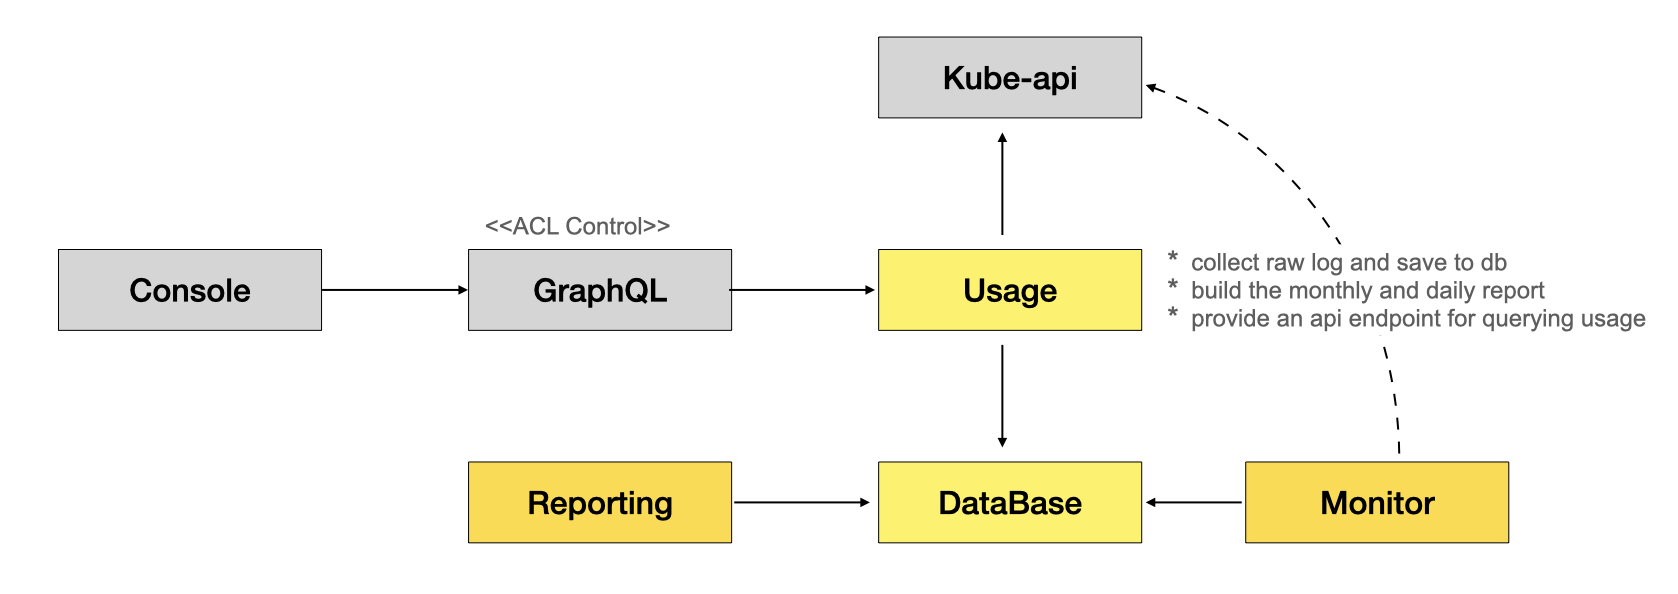 Kube-api
<<ACL Control>>
Console
GraphQL
Usage
* collect raw log and save to db
* build the monthly and daily report
* provide an api endpoint for querying usage
Reporting
DataBase
Monitor